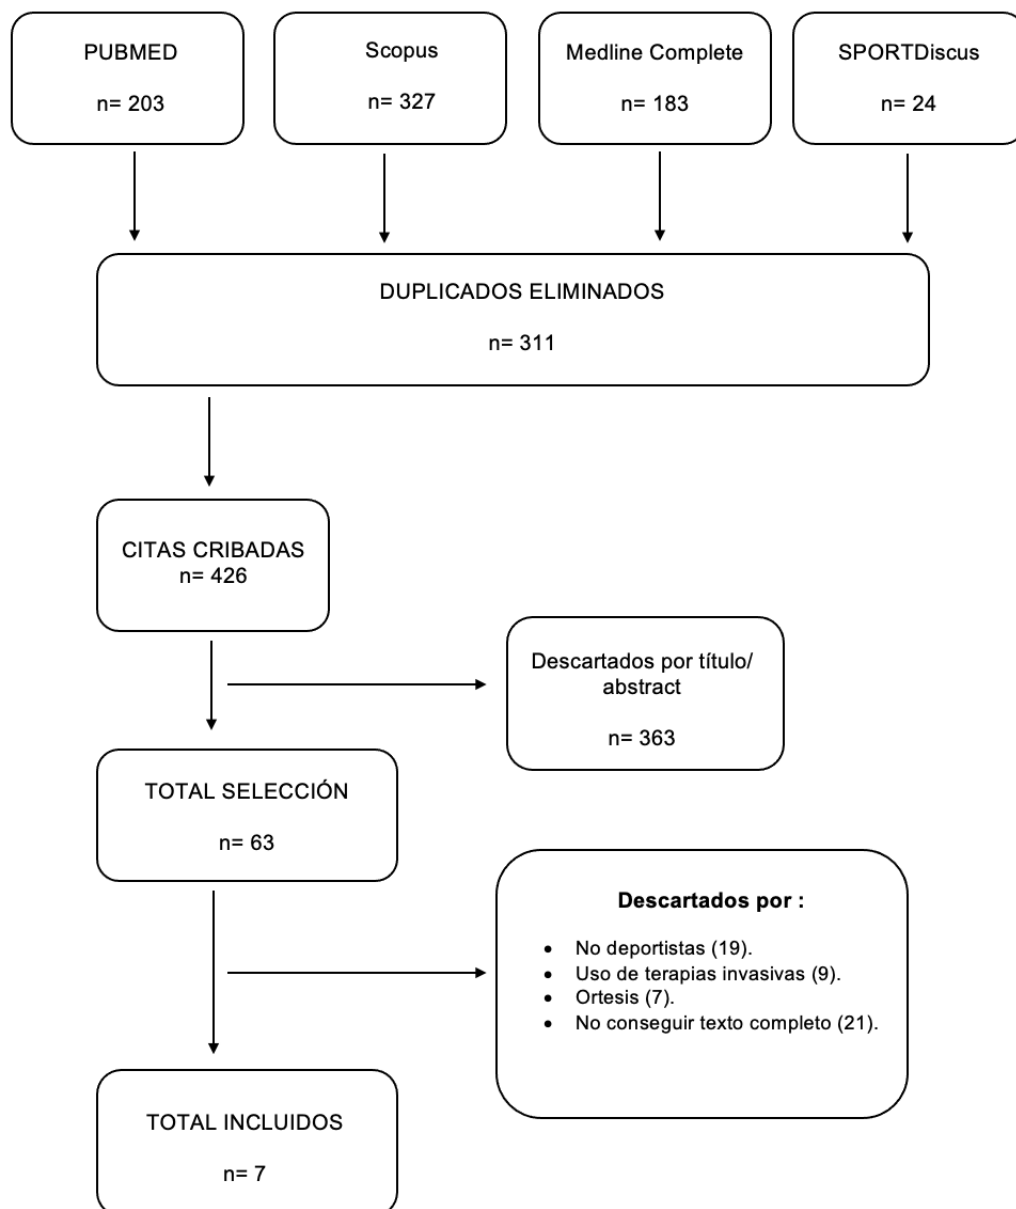 PUBMED
n= 203
Scopus
n= 327
Medline Complete
n= 183
SPORTDiscus
n= 24
DUPLICADOS ELIMINADOS
n= 311
CITAS CRIBADAS
n= 426
Descartados por título/
abstract
n= 363
TOTAL SELECCIÓN
n= 63
Descartados por :
• No deportistas (19).
• Uso de terapias invasivas (9).
• Ortesis (7).
• No conseguir texto completo (21).
TOTAL INCLUIDOS
n= 7